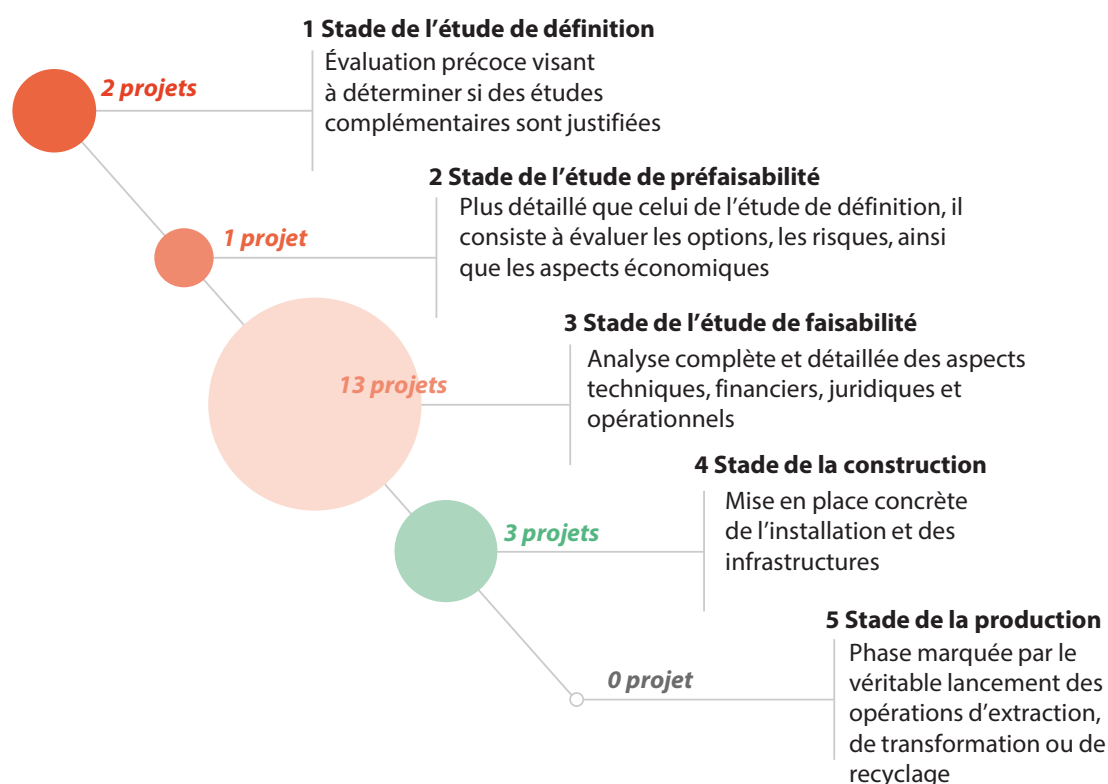 1 Stade de l’étude de définition
2 projets
Évaluation précoce visant
à déterminer si des études
complémentaires sont justifiées
2 Stade de l’étude de préfaisabilité
1 projet
Plus détaillé que celui de l’étude de définition, il
consiste à évaluer les options, les risques, ainsi
que les aspects économiques
3 Stade de l’étude de faisabilité
13 projets
Analyse complète et détaillée des aspects
techniques, financiers, juridiques et
opérationnels
4 Stade de la construction
3 projets
Mise en place concrète
de l’installation et des
infrastructures
5 Stade de la production
0 projet
Phase marquée par le
véritable lancement des
opérations d’extraction,
de transformation ou de
recyclage